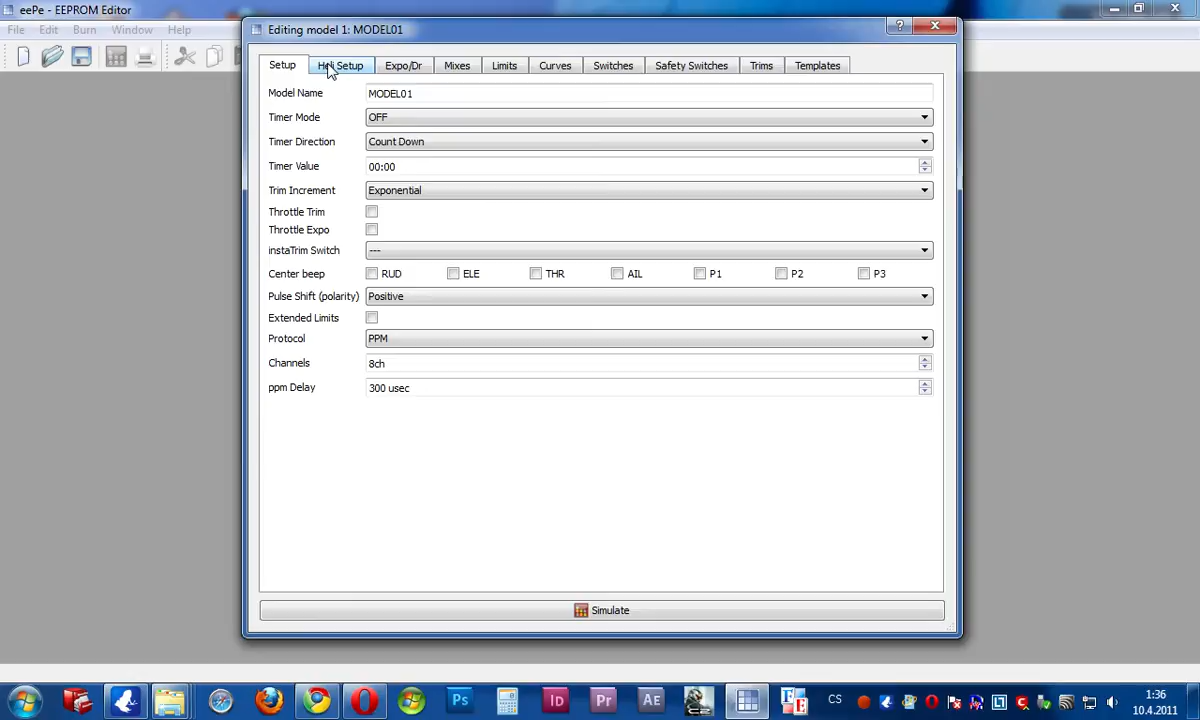 eePe - EEPROM Editor
File Edit Burn Window Help
Editing model 1: MODEL01
Setup Heli Setup Expo/Dr Mixes Limits Curves Switches Safety Switches Trims Templates
Model Name MODEL01
Timer Mode OFF
Timer Direction Count Down
Timer Value 00:00
Trim Increment Exponential
Throttle Trim
Throttle Expo
instaTrim Switch ---
Center beep RUD ELE THR AIL P1 P2 P3
Pulse Shift (polarity) Positive
Extended Limits
Protocol PPM
Channels 8ch
ppm Delay 300 usec
Simulate
Ps Id Pr AE CS 1:36
10.4.2011